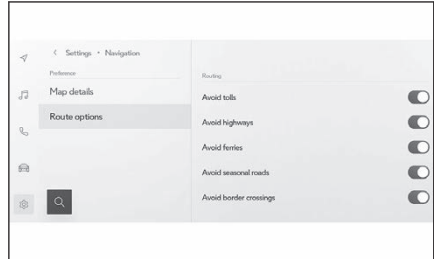 Settings • Navigation
Preference
Map details
Route options
Routing
Avoid tolls
Avoid highways
Avoid ferries
Avoid seasonal roads
Avoid border crossings